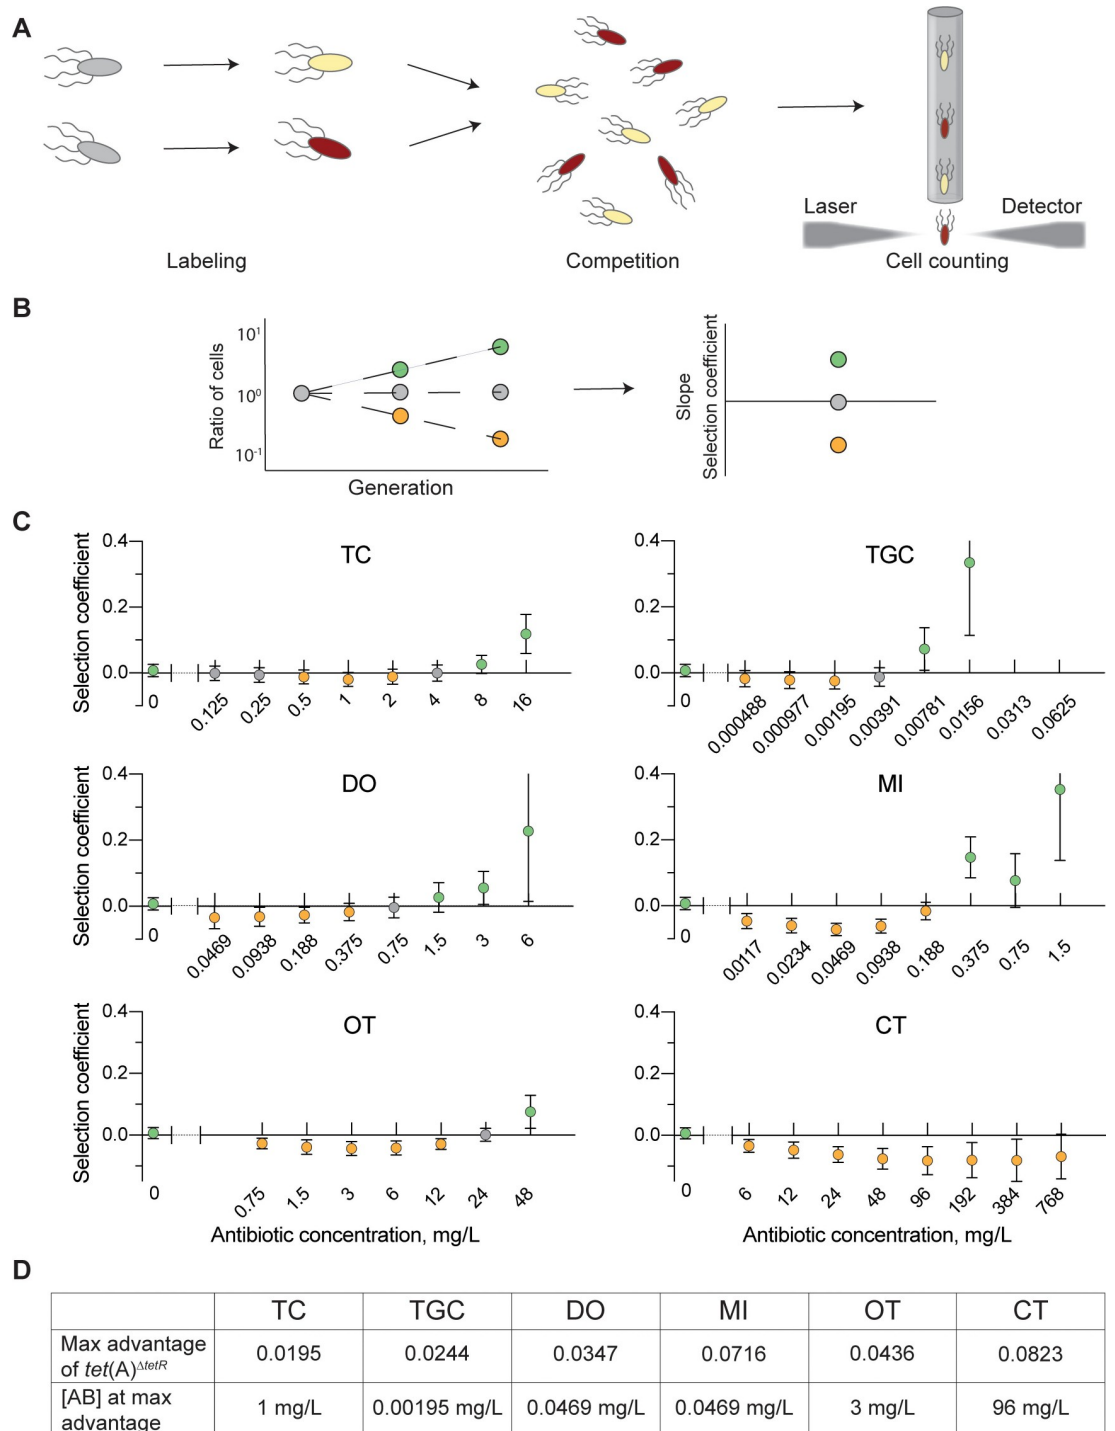 A
Labeling
Competition
Laser
Detector
Cell counting
B
Ratio of cells
10¹
10⁰
10⁻¹
Generation
Slope
Selection coefficient
C
TC
Selection coefficient
0.4
0.2
0.0
0 0.125 0.25 0.5 1 2 4 8 16
TGC
0.4
0.2
0.0
0 0.000488 0.000977 0.00195 0.00391 0.00781 0.0156 0.0313 0.0625
DO
Selection coefficient
0.4
0.2
0.0
0 0.0469 0.0938 0.188 0.375 0.75 1.5 3 6
MI
0.4
0.2
0.0
0 0.0117 0.0234 0.0469 0.0938 0.188 0.375 0.75 1.5
OT
Selection coefficient
0.4
0.2
0.0
0 0.75 1.5 3 6 12 24 48
Antibiotic concentration, mg/L
CT
0.4
0.2
0.0
0 6 12 24 48 96 192 384 768
Antibiotic concentration, mg/L
D
TC TGC DO MI OT CT
Max advantage
of tet(A)ΔtetR 0.0195 0.0244 0.0347 0.0716 0.0436 0.0823
[AB] at max
advantage 1 mg/L 0.00195 mg/L 0.0469 mg/L 0.0469 mg/L 3 mg/L 96 mg/L